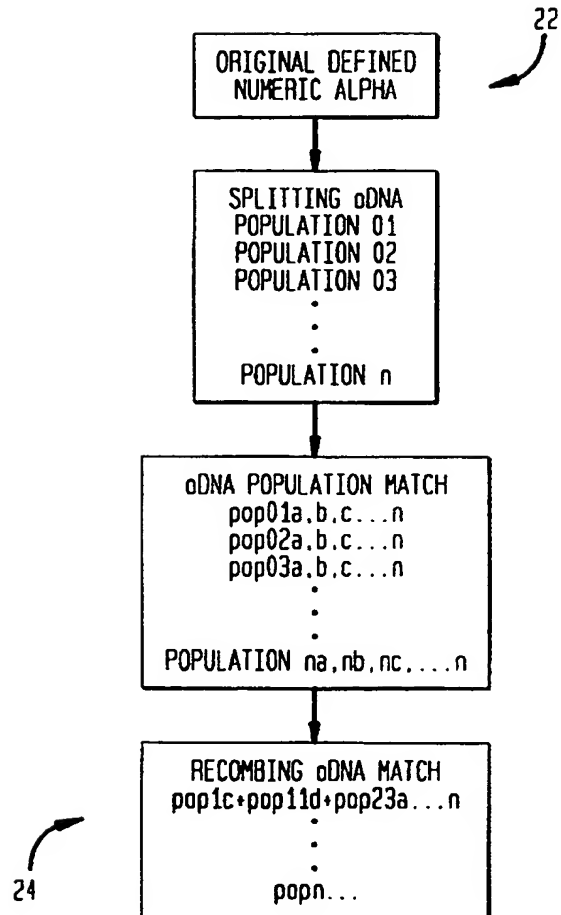 22
ORIGINAL DEFINED
NUMERIC ALPHA
SPLITTING oDNA
POPULATION 01
POPULATION 02
POPULATION 03
.
.
.
POPULATION n
oDNA POPULATION MATCH
pop01a,b,c...n
pop02a,b,c...n
pop03a,b,c...n
.
.
.
POPULATION na,nb,nc,....n
RECOMBING oDNA MATCH
pop1c+pop11d+pop23a...n
.
.
.
popn...
24